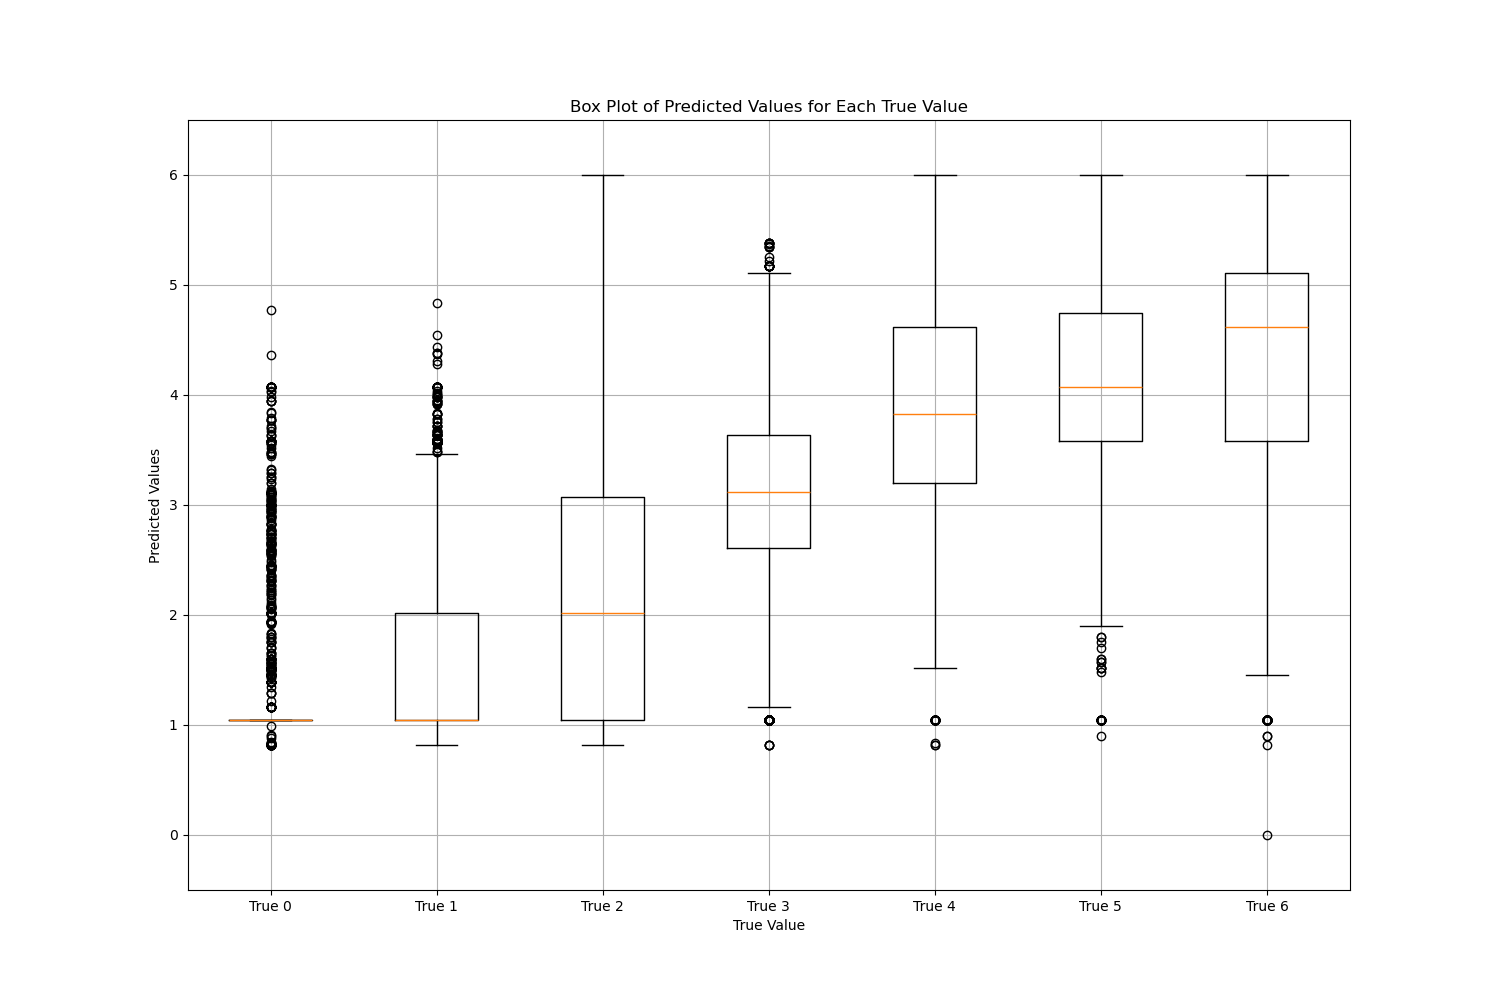 Box Plot of Predicted Values for Each True Value
6
5
4
3
2
1
0
Predicted Values
True 0 True 1 True 2 True 3 True 4 True 5 True 6
True Value